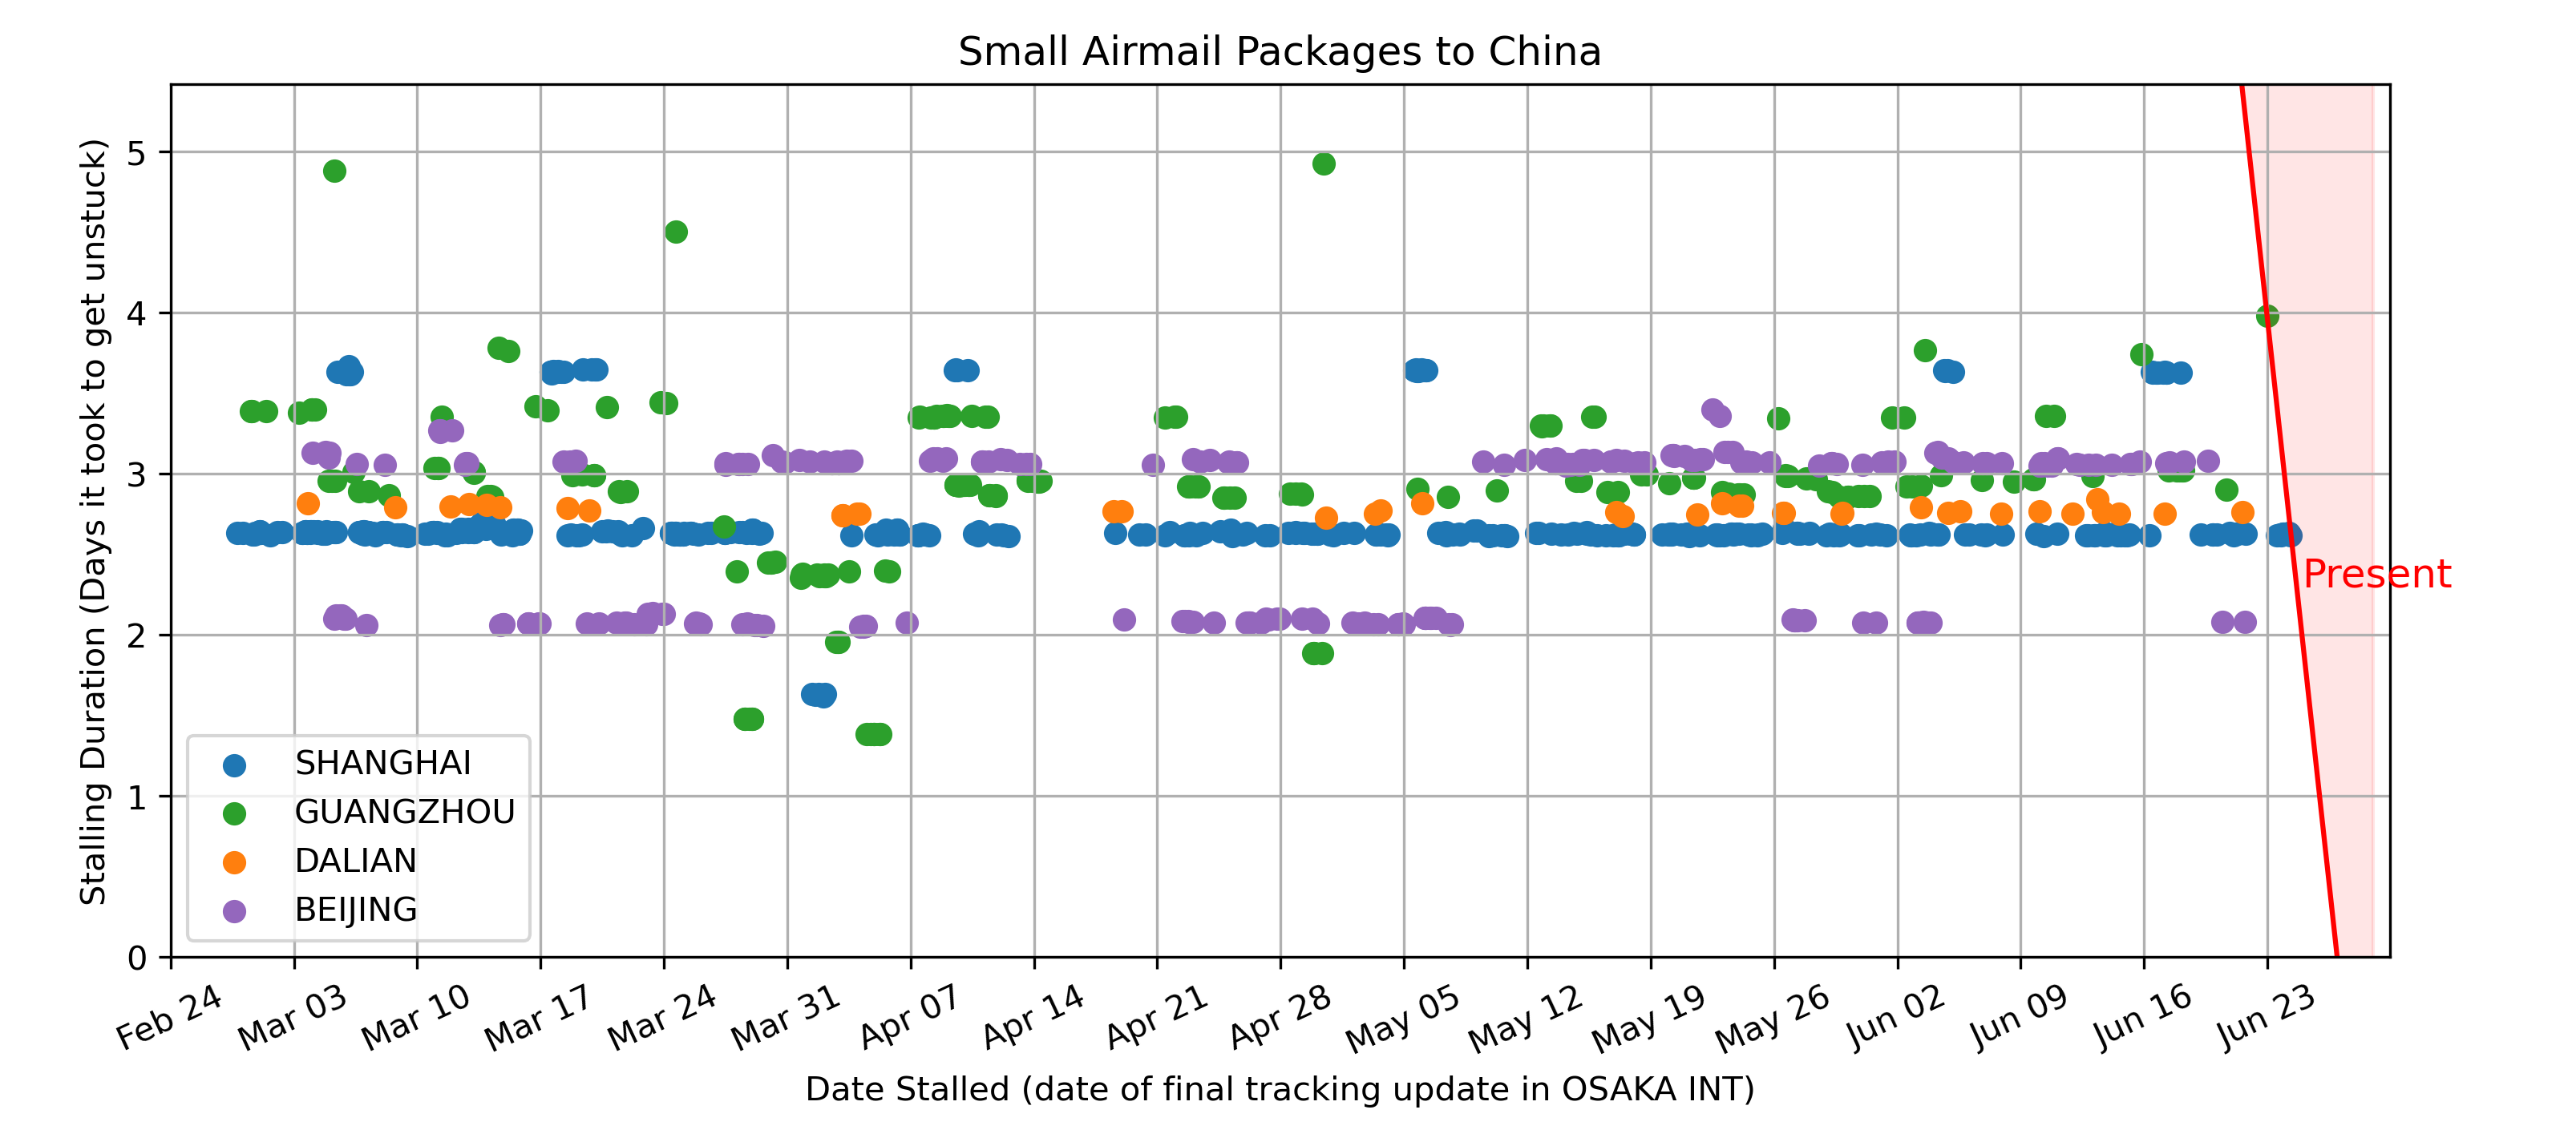 Small Airmail Packages to China
Stalling Duration (Days it took to get unstuck)
5
4
3
2
1
0
Present
SHANGHAI
GUANGZHOU
DALIAN
BEIJING
Feb 24
Mar 03
Mar 10
Mar 17
Mar 24
Mar 31
Apr 07
Apr 14
Apr 21
Apr 28
May 05
May 12
May 19
May 26
Jun 02
Jun 09
Jun 16
Jun 23
Date Stalled (date of final tracking update in OSAKA INT)